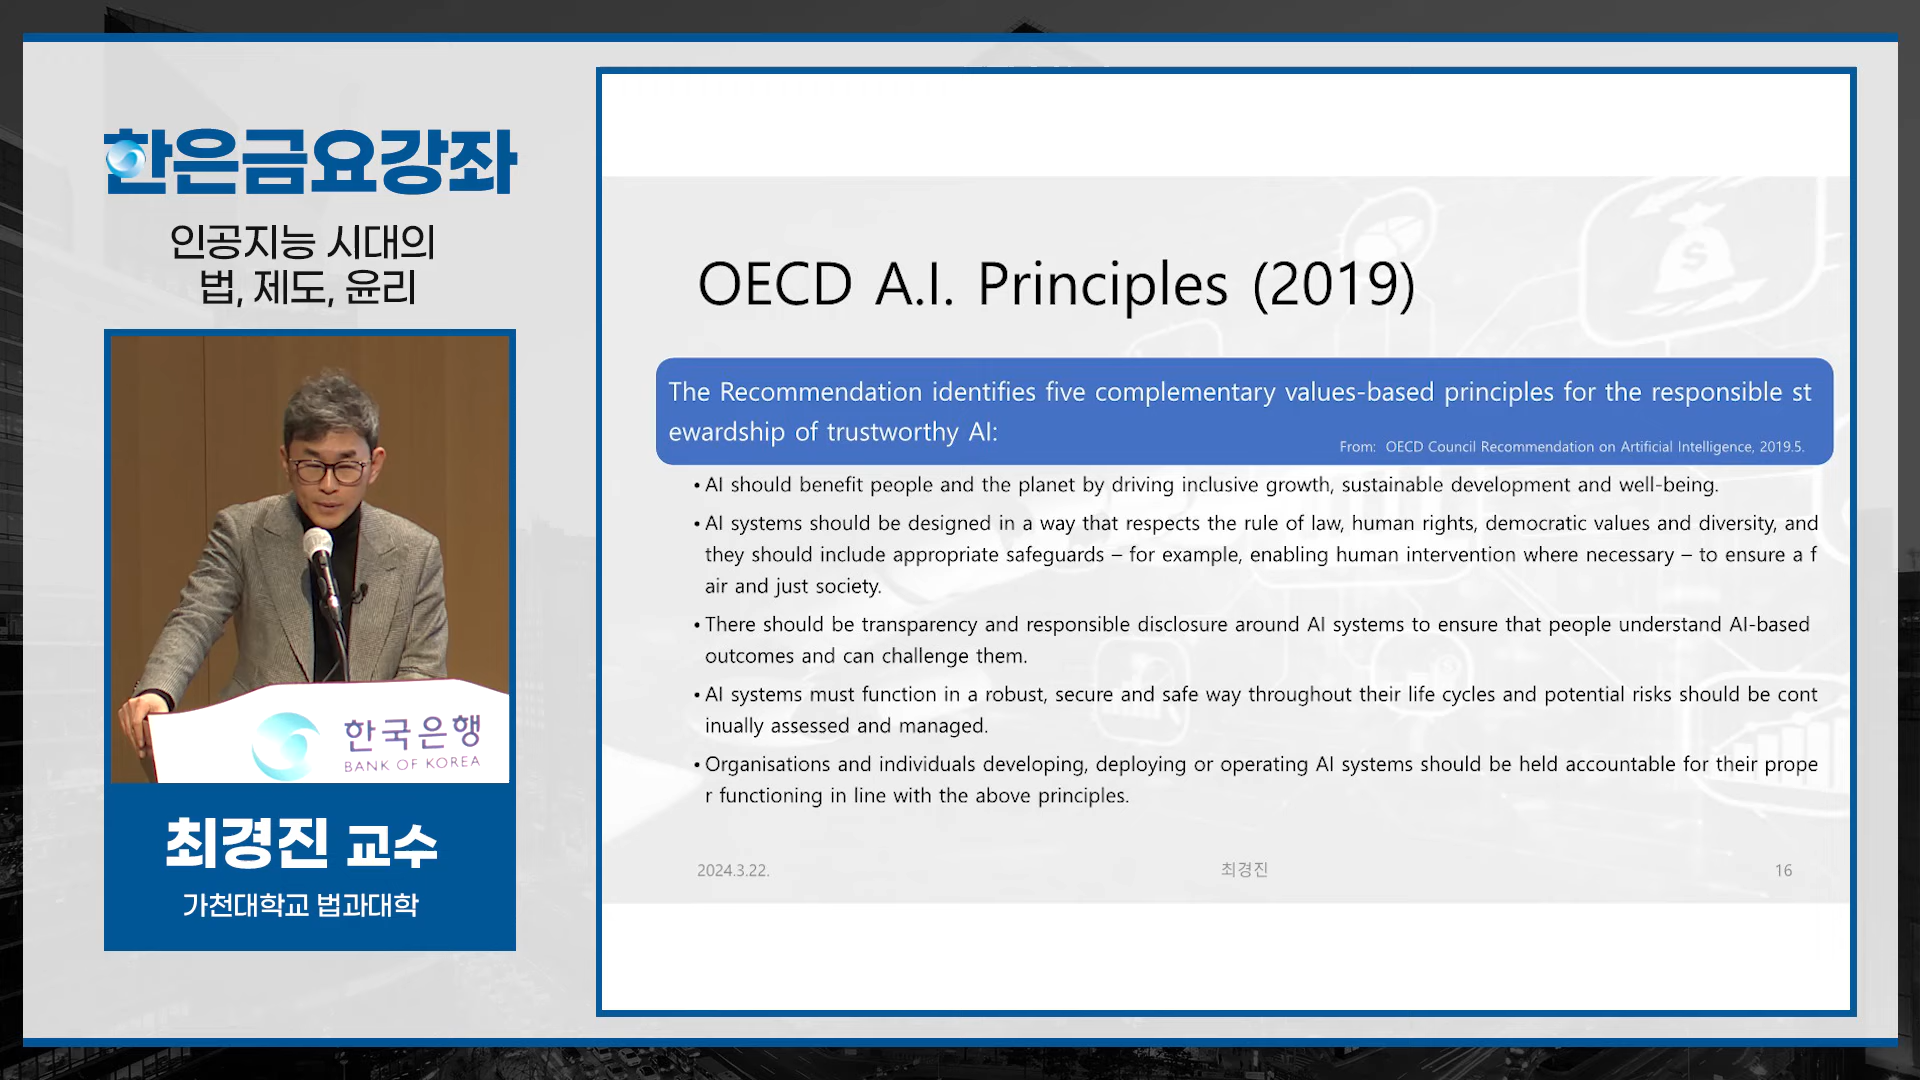 한은금요강좌
인공지능 시대의
법, 제도, 윤리
한국은행
BANK OF KOREA
최경진 교수
가천대학교 법과대학
OECD A.I. Principles (2019)
The Recommendation identifies five complementary values-based principles for the responsible st
ewardship of trustworthy AI:
From: OECD Council Recommendation on Artificial Intelligence, 2019.5.
• AI should benefit people and the planet by driving inclusive growth, sustainable development and well-being.
• AI systems should be designed in a way that respects the rule of law, human rights, democratic values and diversity, and
they should include appropriate safeguards – for example, enabling human intervention where necessary – to ensure a f
air and just society.
• There should be transparency and responsible disclosure around AI systems to ensure that people understand AI-based
outcomes and can challenge them.
• AI systems must function in a robust, secure and safe way throughout their life cycles and potential risks should be cont
inually assessed and managed.
• Organisations and individuals developing, deploying or operating AI systems should be held accountable for their prope
r functioning in line with the above principles.
2024.3.22.
최경진
16